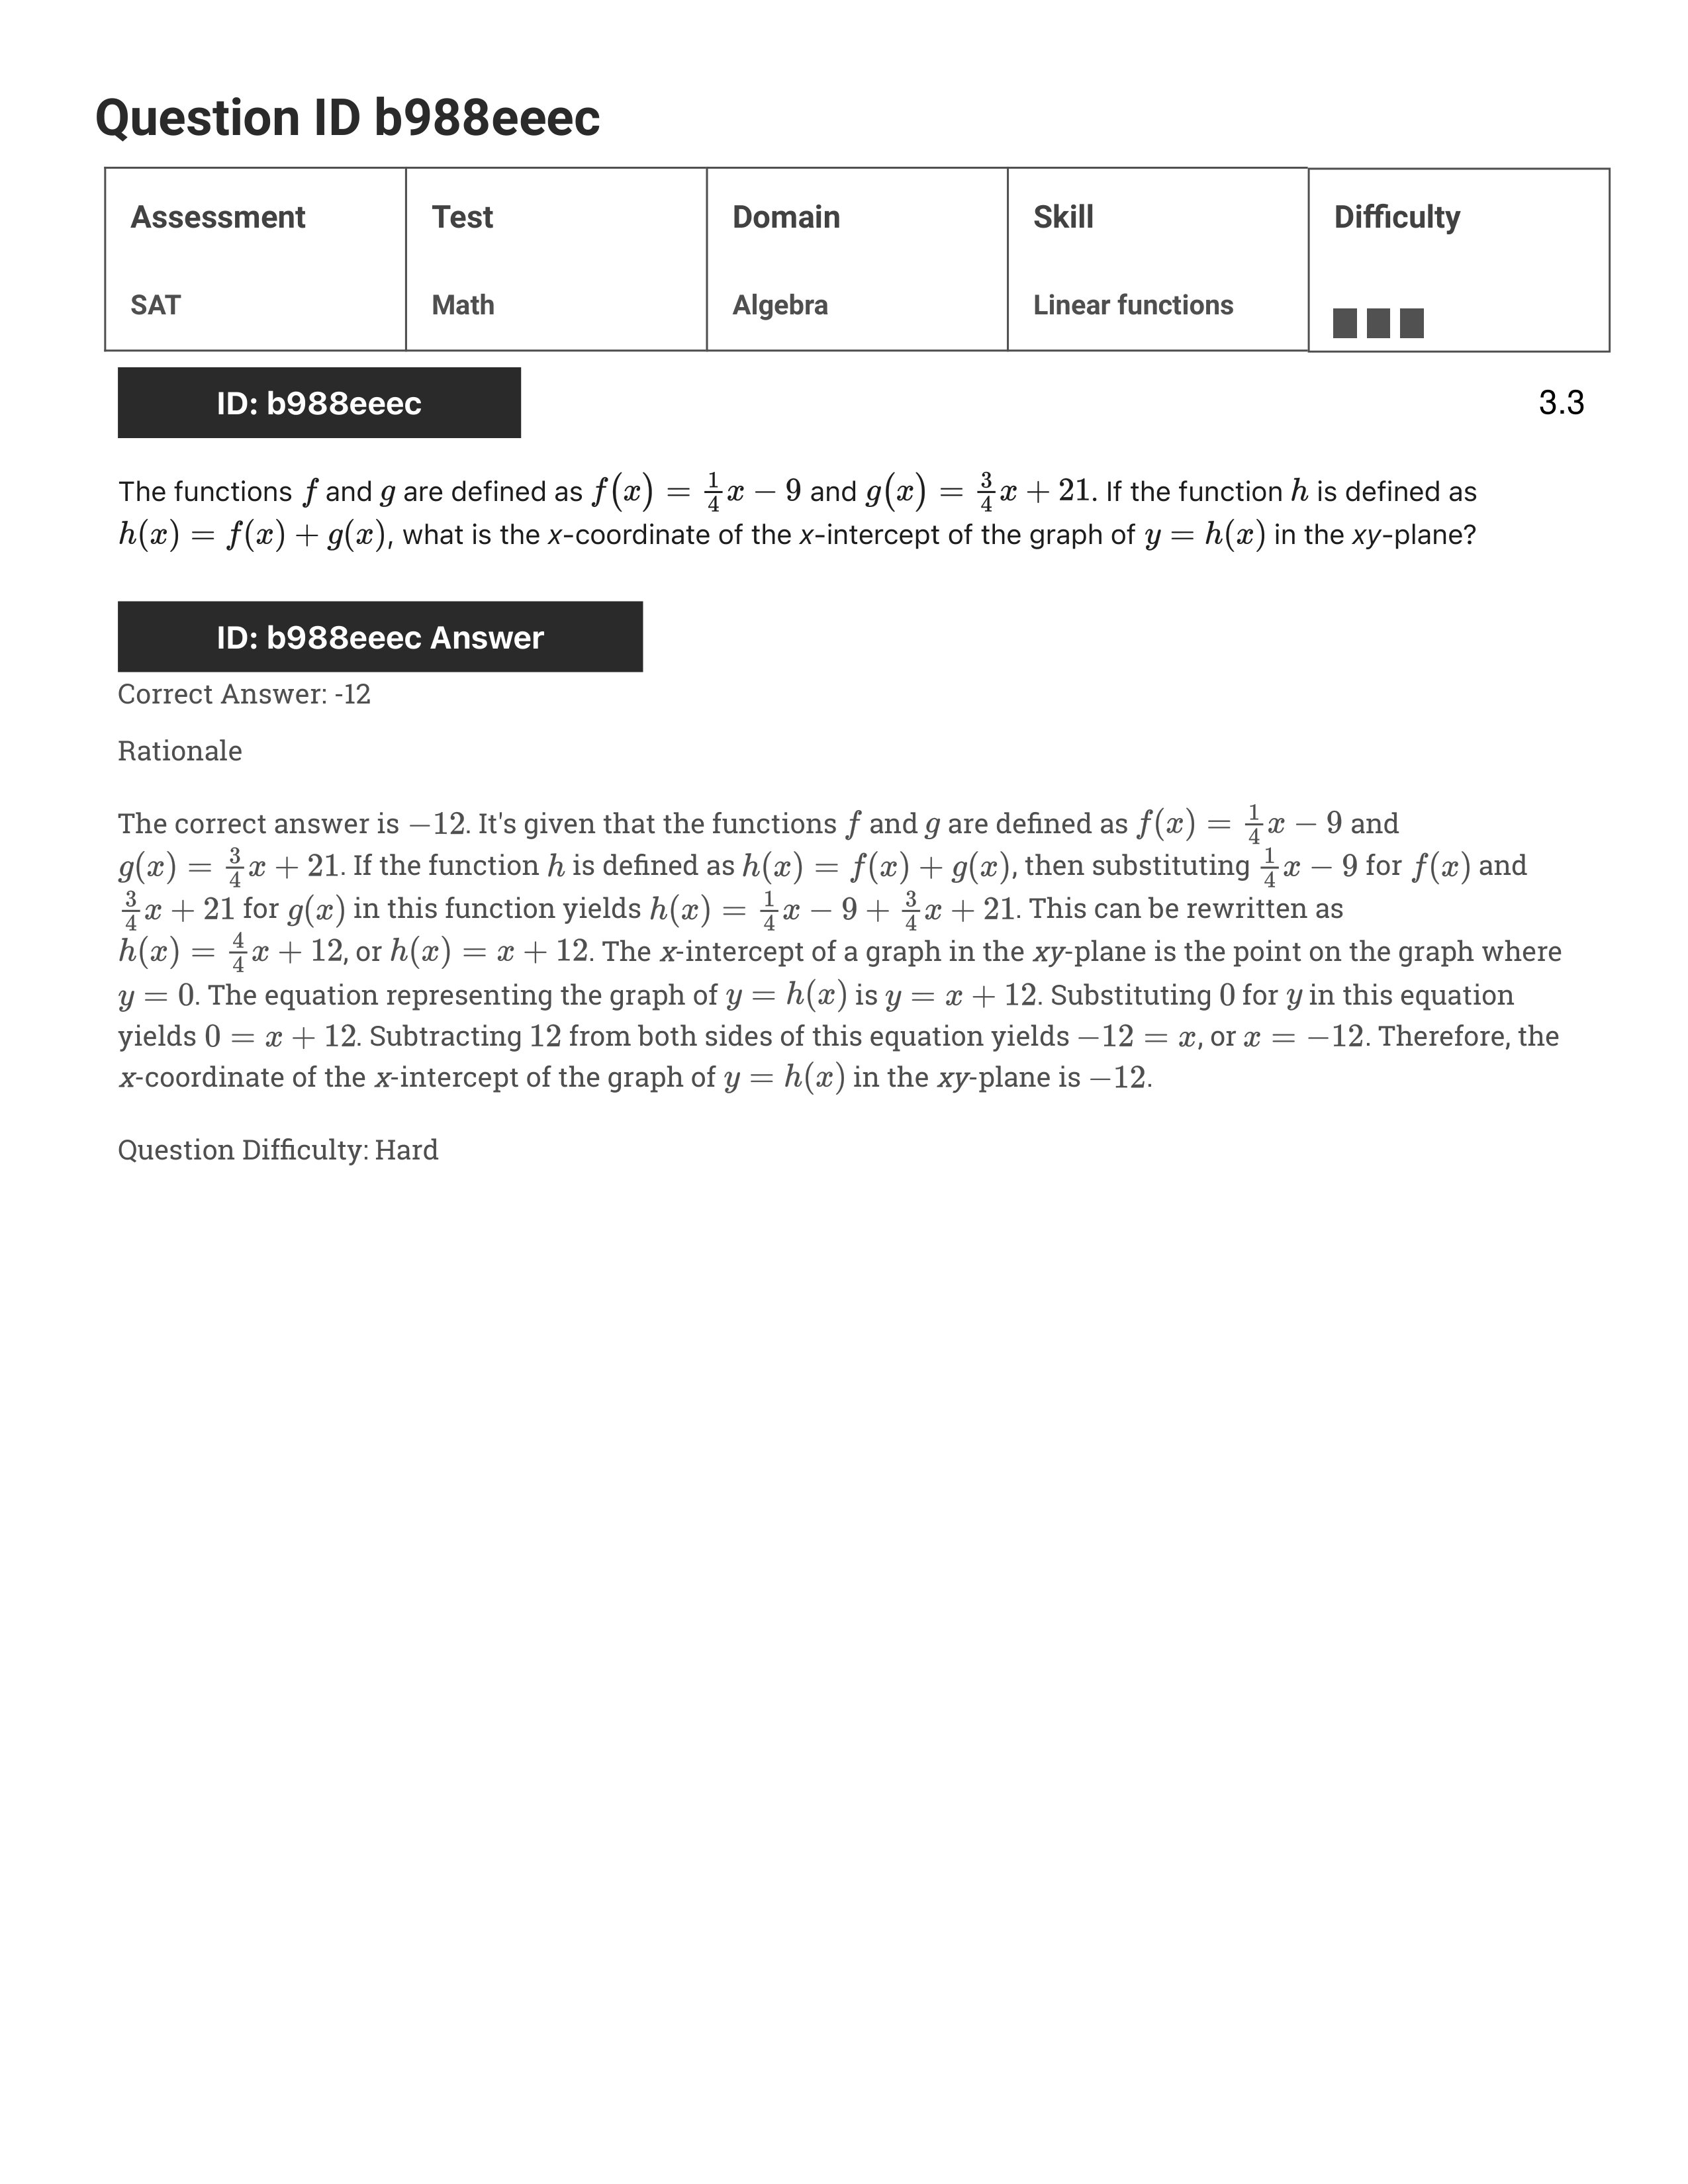 Question ID b988eeec
Assessment Test Domain Skill Difficulty
SAT Math Algebra Linear functions
ID: b988eeec 3.3
The functions f and g are defined as f(x) = 1/4 x − 9 and g(x) = 3/4 x + 21. If the function h is defined as
h(x) = f(x) + g(x), what is the x-coordinate of the x-intercept of the graph of y = h(x) in the xy-plane?
ID: b988eeec Answer
Correct Answer: -12
Rationale
The correct answer is −12. It's given that the functions f and g are defined as f(x) = 1/4 x − 9 and
g(x) = 3/4 x + 21. If the function h is defined as h(x) = f(x) + g(x), then substituting 1/4 x − 9 for f(x) and
3/4 x + 21 for g(x) in this function yields h(x) = 1/4 x − 9 + 3/4 x + 21. This can be rewritten as
h(x) = 4/4 x + 12, or h(x) = x + 12. The x-intercept of a graph in the xy-plane is the point on the graph where
y = 0. The equation representing the graph of y = h(x) is y = x + 12. Substituting 0 for y in this equation
yields 0 = x + 12. Subtracting 12 from both sides of this equation yields −12 = x, or x = −12. Therefore, the
x-coordinate of the x-intercept of the graph of y = h(x) in the xy-plane is −12.
Question Difficulty: Hard